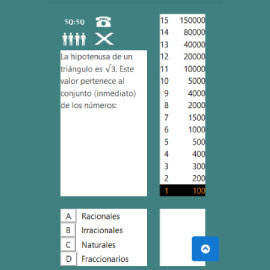 50:50
La hipotenusa de un
triángulo es √3. Este
valor pertenece al
conjunto (inmediato)
de los números:
15 150000
14 80000
13 40000
12 20000
11 10000
10 5000
9 4000
8 2000
7 1500
6 1000
5 500
4 400
3 300
2 200
1 100
A Racionales
B Irracionales
C Naturales
D Fraccionarios